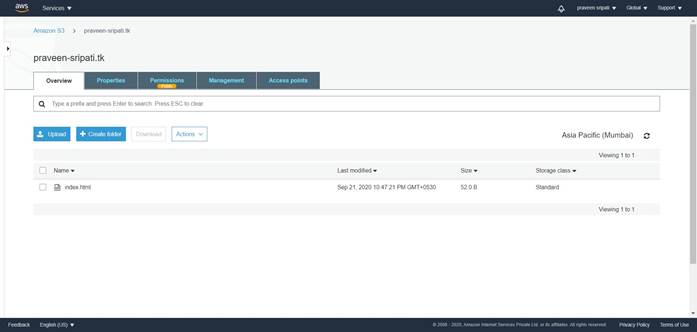 aws Services praveen sripati Global Support
Amazon S3 > praveen-sripati.tk
praveen-sripati.tk
Overview Properties Permissions Management Access points
Public
Type a prefix and press Enter to search. Press ESC to clear.
Upload + Create folder Download Actions Asia Pacific (Mumbai)
Viewing 1 to 1
Name Last modified Size Storage class
index.html Sep 21, 2020 10:47:21 PM GMT+0530 52.0 B Standard
Viewing 1 to 1
Feedback English (US) © 2008 - 2020, Amazon Internet Services Private Ltd. or its affiliates. All rights reserved. Privacy Policy Terms of Use